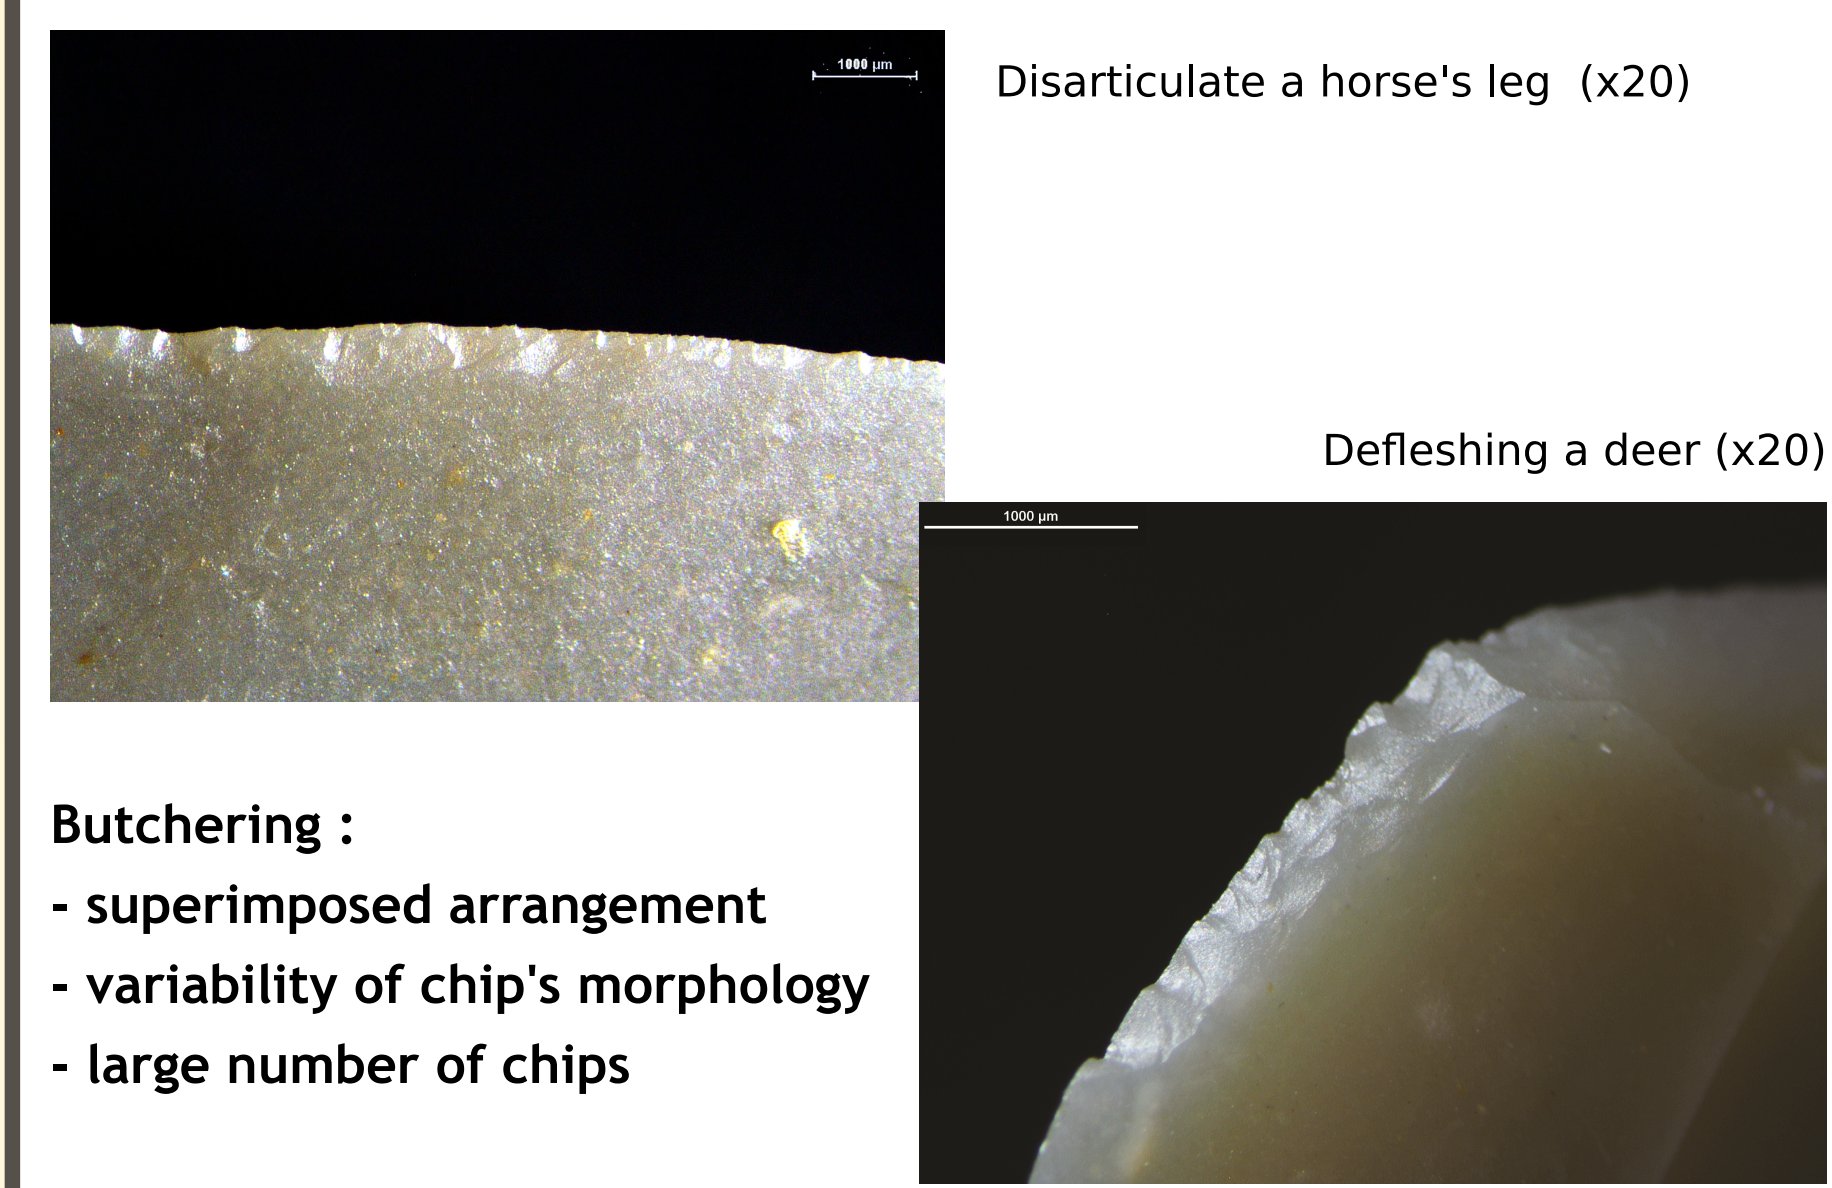 1000 µm
Disarticulate a horse's leg (x20)
Defleshing a deer (x20)
1000 µm
Butchering :
- superimposed arrangement
- variability of chip's morphology
- large number of chips